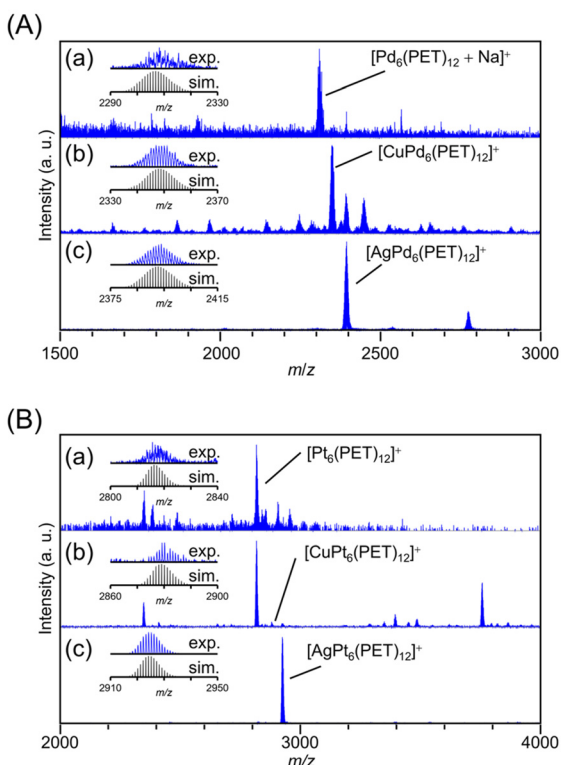 (A)
(a)
exp.
sim.
2290 m/z 2330
[Pd6(PET)12 + Na]+
(b)
exp.
sim.
2330 m/z 2370
[CuPd6(PET)12]+
(c)
exp.
sim.
2375 m/z 2415
[AgPd6(PET)12]+
Intensity (a. u.)
1500 2000 2500 3000
m/z
(B)
(a)
exp.
sim.
2800 m/z 2840
[Pt6(PET)12]+
(b)
exp.
sim.
2860 m/z 2900
[CuPt6(PET)12]+
(c)
exp.
sim.
2910 m/z 2950
[AgPt6(PET)12]+
Intensity (a. u.)
2000 3000 4000
m/z